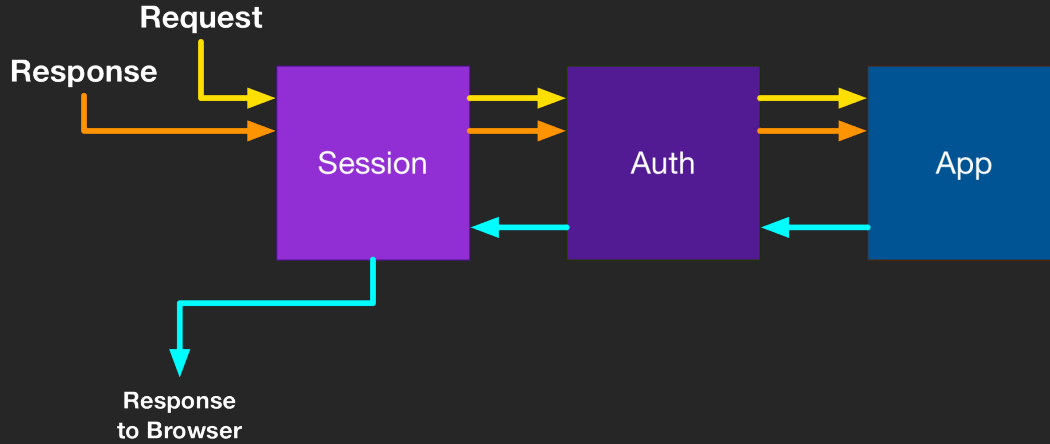 Request
Response
Session
Auth
App
Response
to Browser